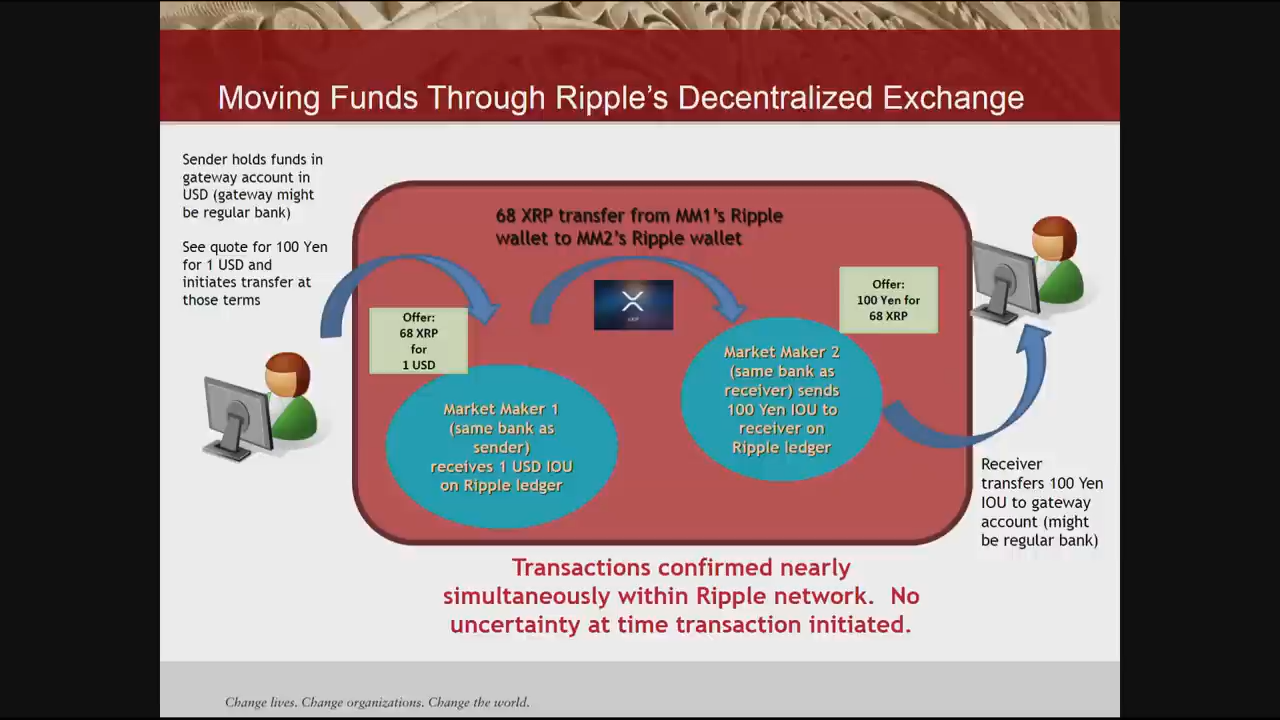 Moving Funds Through Ripple's Decentralized Exchange
Sender holds funds in
gateway account in
USD (gateway might
be regular bank)
See quote for 100 Yen
for 1 USD and
initiates transfer at
those terms
68 XRP transfer from MM1's Ripple
wallet to MM2's Ripple wallet
Offer:
68 XRP
for
1 USD
XRP
Offer:
100 Yen for
68 XRP
Market Maker 1
(same bank as
sender)
receives 1 USD IOU
on Ripple ledger
Market Maker 2
(same bank as
receiver) sends
100 Yen IOU to
receiver on
Ripple ledger
Receiver
transfers 100 Yen
IOU to gateway
account (might
be regular bank)
Transactions confirmed nearly
simultaneously within Ripple network. No
uncertainty at time transaction initiated.
Change lives. Change organizations. Change the world.